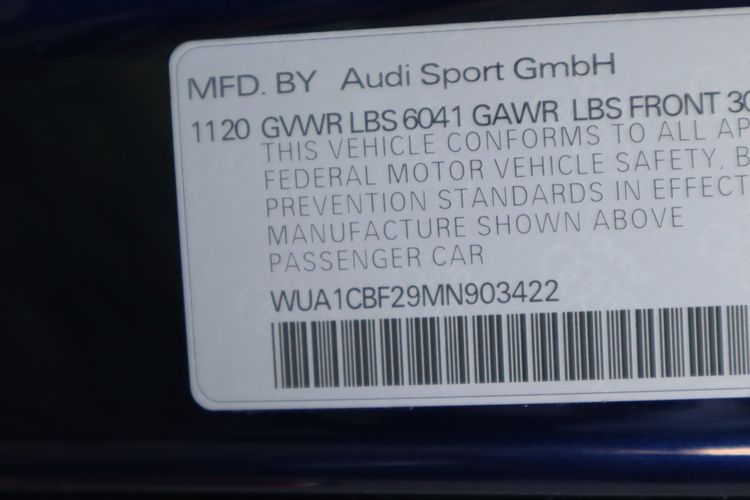 MFD. BY Audi Sport GmbH
1120 GVWR LBS 6041 GAWR LBS FRONT 30
THIS VEHICLE CONFORMS TO ALL AP
FEDERAL MOTOR VEHICLE SAFETY, B
PREVENTION STANDARDS IN EFFECT
MANUFACTURE SHOWN ABOVE
PASSENGER CAR
WUA1CBF29MN903422